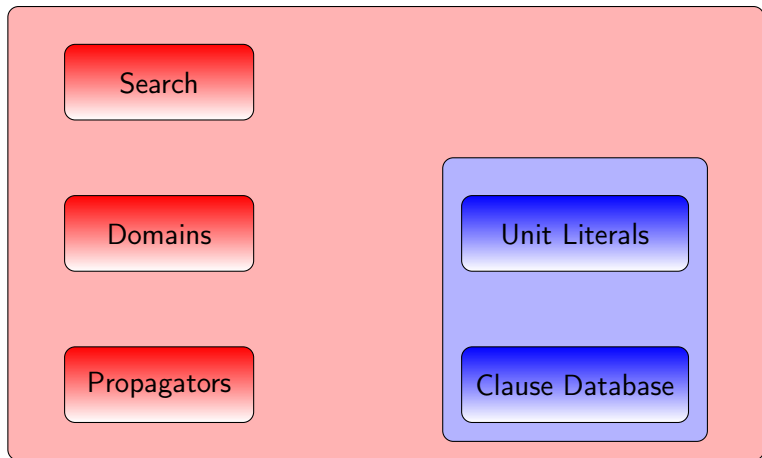 Search
Domains
Unit Literals
Propagators
Clause Database